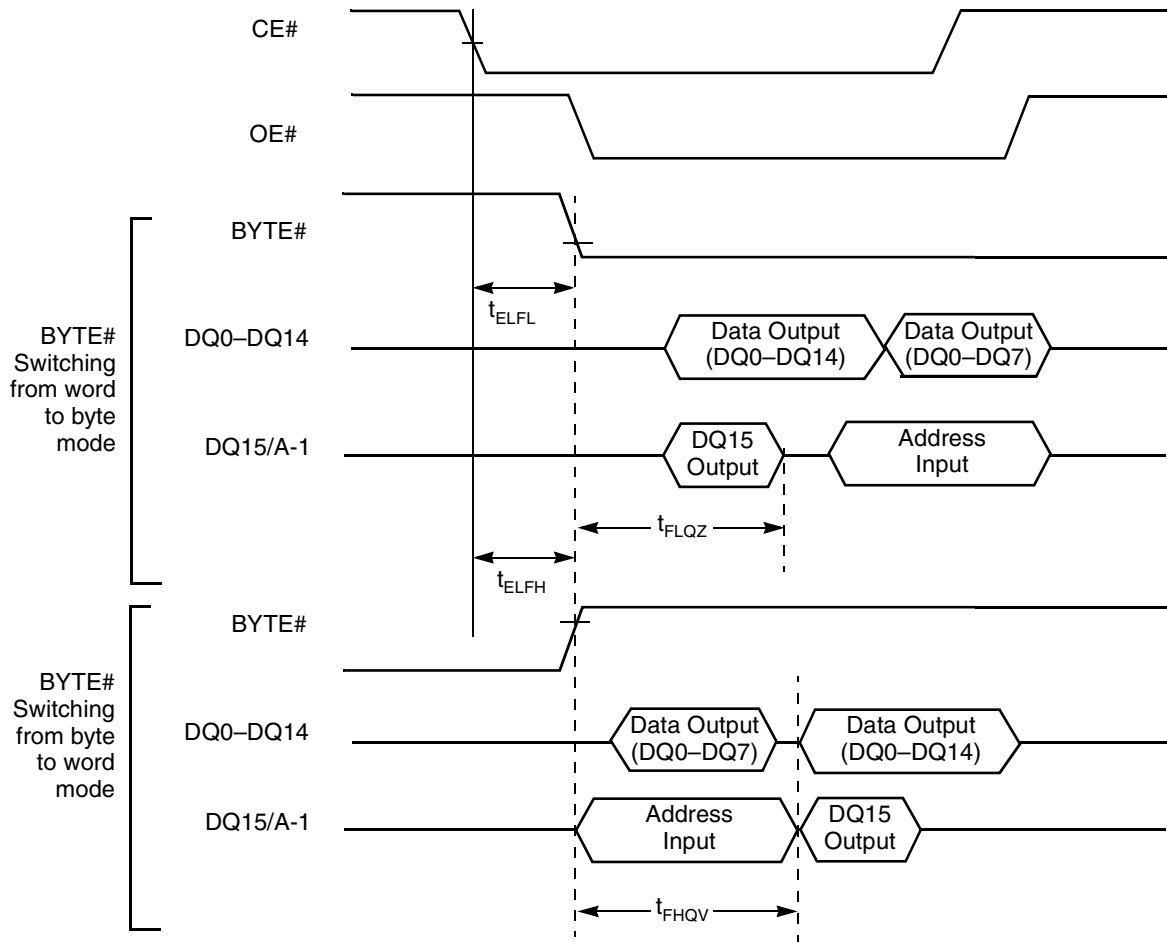 CE#
OE#
BYTE#
tELFL
BYTE#
Switching
from word
to byte
mode
DQ0–DQ14
Data Output
(DQ0–DQ14)
Data Output
(DQ0–DQ7)
DQ15/A-1
DQ15
Output
Address
Input
tFLQZ
tELFH
BYTE#
BYTE#
Switching
from byte
to word
mode
DQ0–DQ14
Data Output
(DQ0–DQ7)
Data Output
(DQ0–DQ14)
DQ15/A-1
Address
Input
DQ15
Output
tFHQV